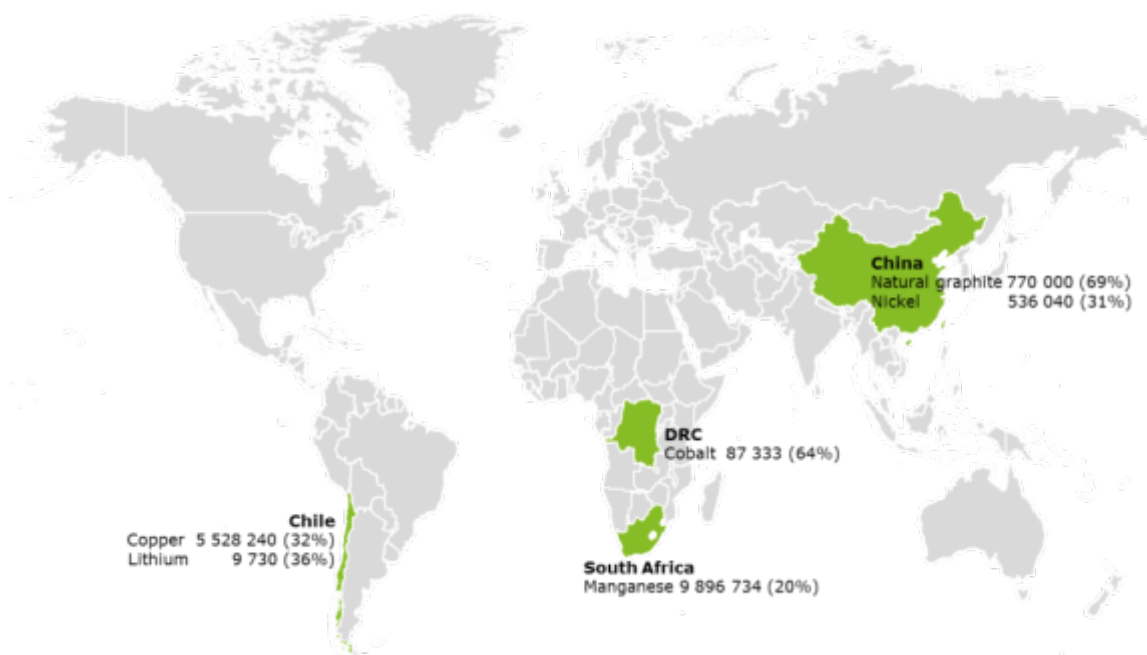 China
Natural graphite 770 000 (69%)
Nickel 536 040 (31%)
DRC
Cobalt 87 333 (64%)
Chile
Copper 5 528 240 (32%)
Lithium 9 730 (36%)
South Africa
Manganese 9 896 734 (20%)